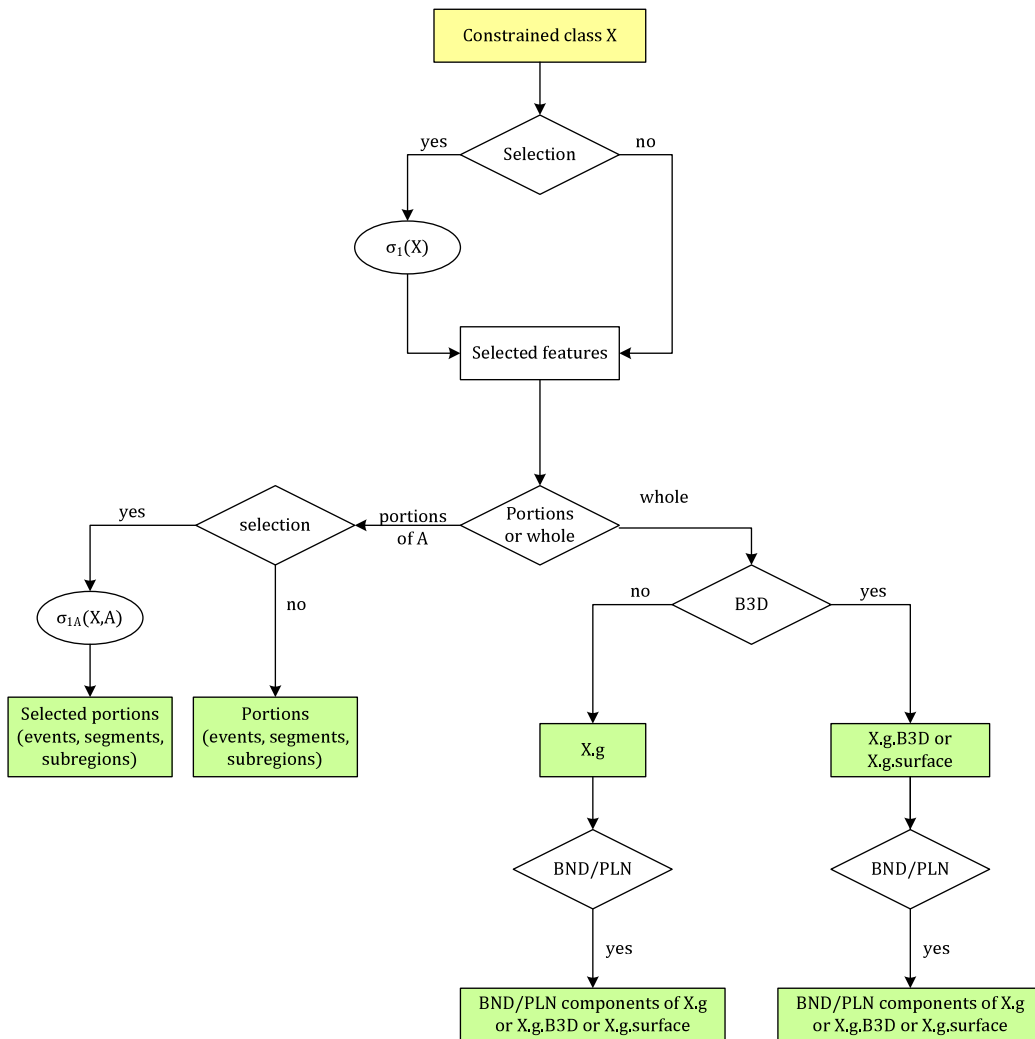 Constrained class X
yes
Selection
no
σ₁(X)
Selected features
yes
selection
portions
of A
Portions
or whole
whole
no
σ₁A(X,A)
no
B3D
yes
Selected portions
(events, segments,
subregions)
Portions
(events, segments,
subregions)
X.g
X.g.B3D or
X.g.surface
BND/PLN
BND/PLN
yes
yes
BND/PLN components of X.g
or X.g.B3D or X.g.surface
BND/PLN components of X.g
or X.g.B3D or X.g.surface